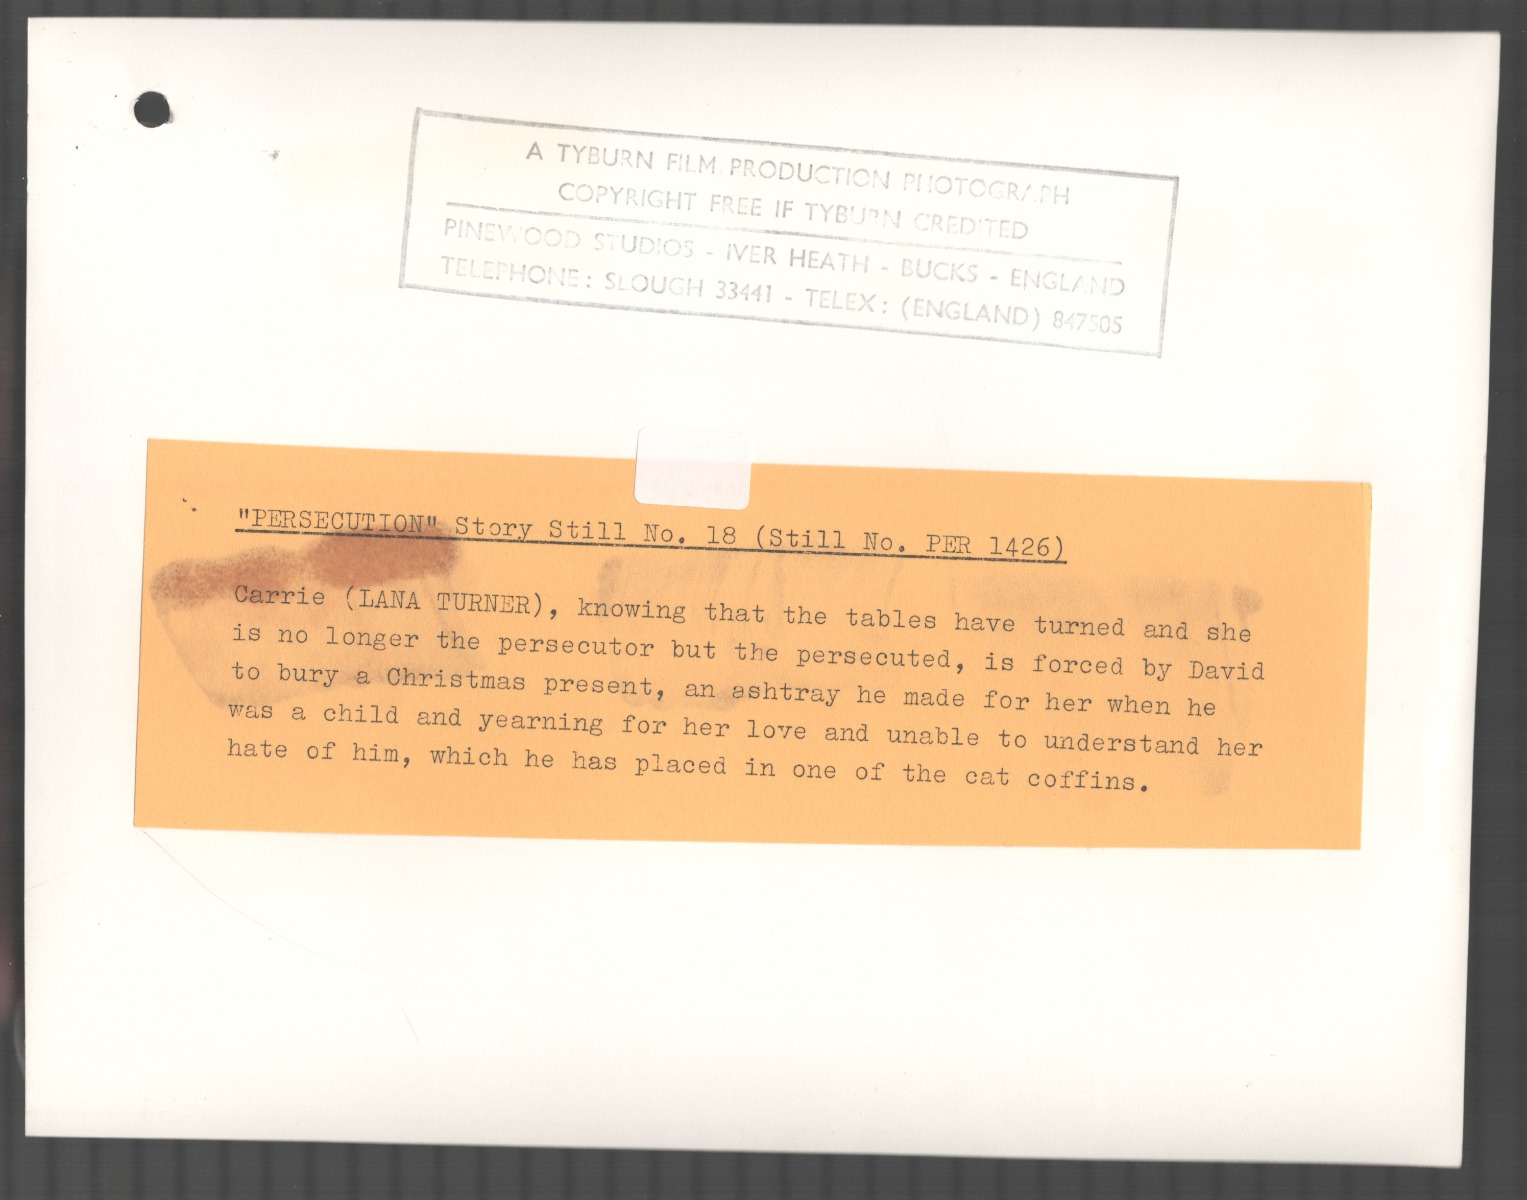 A TYBURN FILM PRODUCTION PHOTOGRAPH
COPYRIGHT FREE IF TYBURN CREDITED
PINEWOOD STUDIOS - IVER HEATH - BUCKS - ENGLAND
TELEPHONE: SLOUGH 33441 - TELEX: (ENGLAND) 847505
"PERSECUTION" Story Still No. 18 (Still No. PER 1426)
Carrie (LANA TURNER), knowing that the tables have turned and she
is no longer the persecutor but the persecuted, is forced by David
to bury a Christmas present, an ashtray he made for her when he
was a child and yearning for her love and unable to understand her
hate of him, which he has placed in one of the cat coffins.